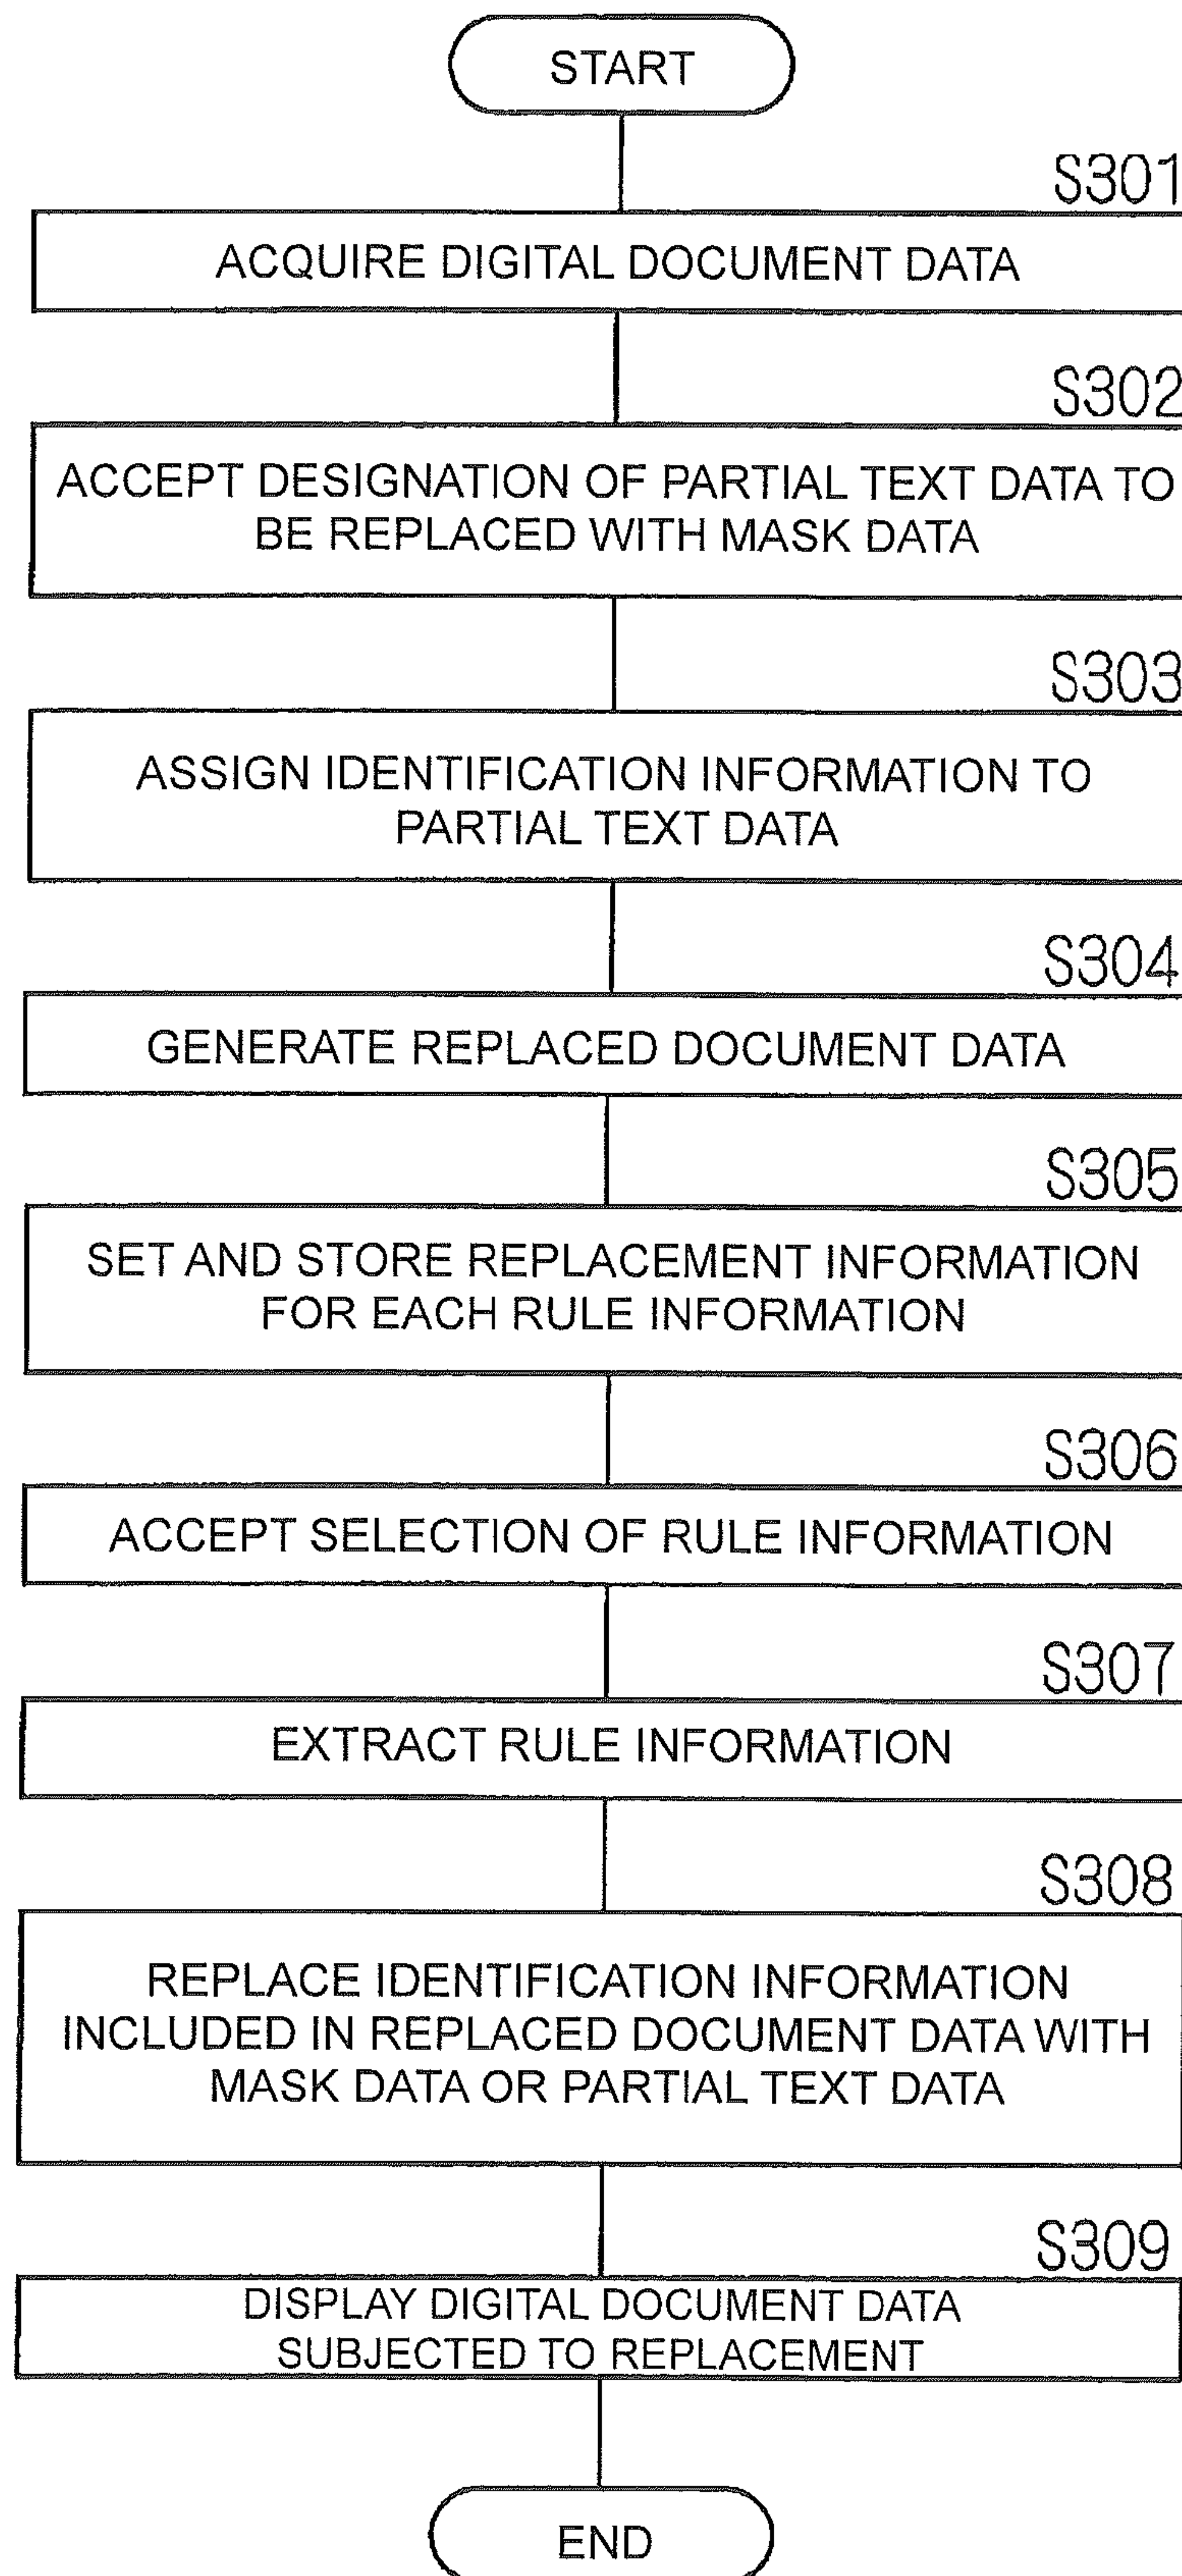 START
S301
ACQUIRE DIGITAL DOCUMENT DATA
S302
ACCEPT DESIGNATION OF PARTIAL TEXT DATA TO
BE REPLACED WITH MASK DATA
S303
ASSIGN IDENTIFICATION INFORMATION TO
PARTIAL TEXT DATA
S304
GENERATE REPLACED DOCUMENT DATA
S305
SET AND STORE REPLACEMENT INFORMATION
FOR EACH RULE INFORMATION
S306
ACCEPT SELECTION OF RULE INFORMATION
S307
EXTRACT RULE INFORMATION
S308
REPLACE IDENTIFICATION INFORMATION
INCLUDED IN REPLACED DOCUMENT DATA WITH
MASK DATA OR PARTIAL TEXT DATA
S309
DISPLAY DIGITAL DOCUMENT DATA
SUBJECTED TO REPLACEMENT
END